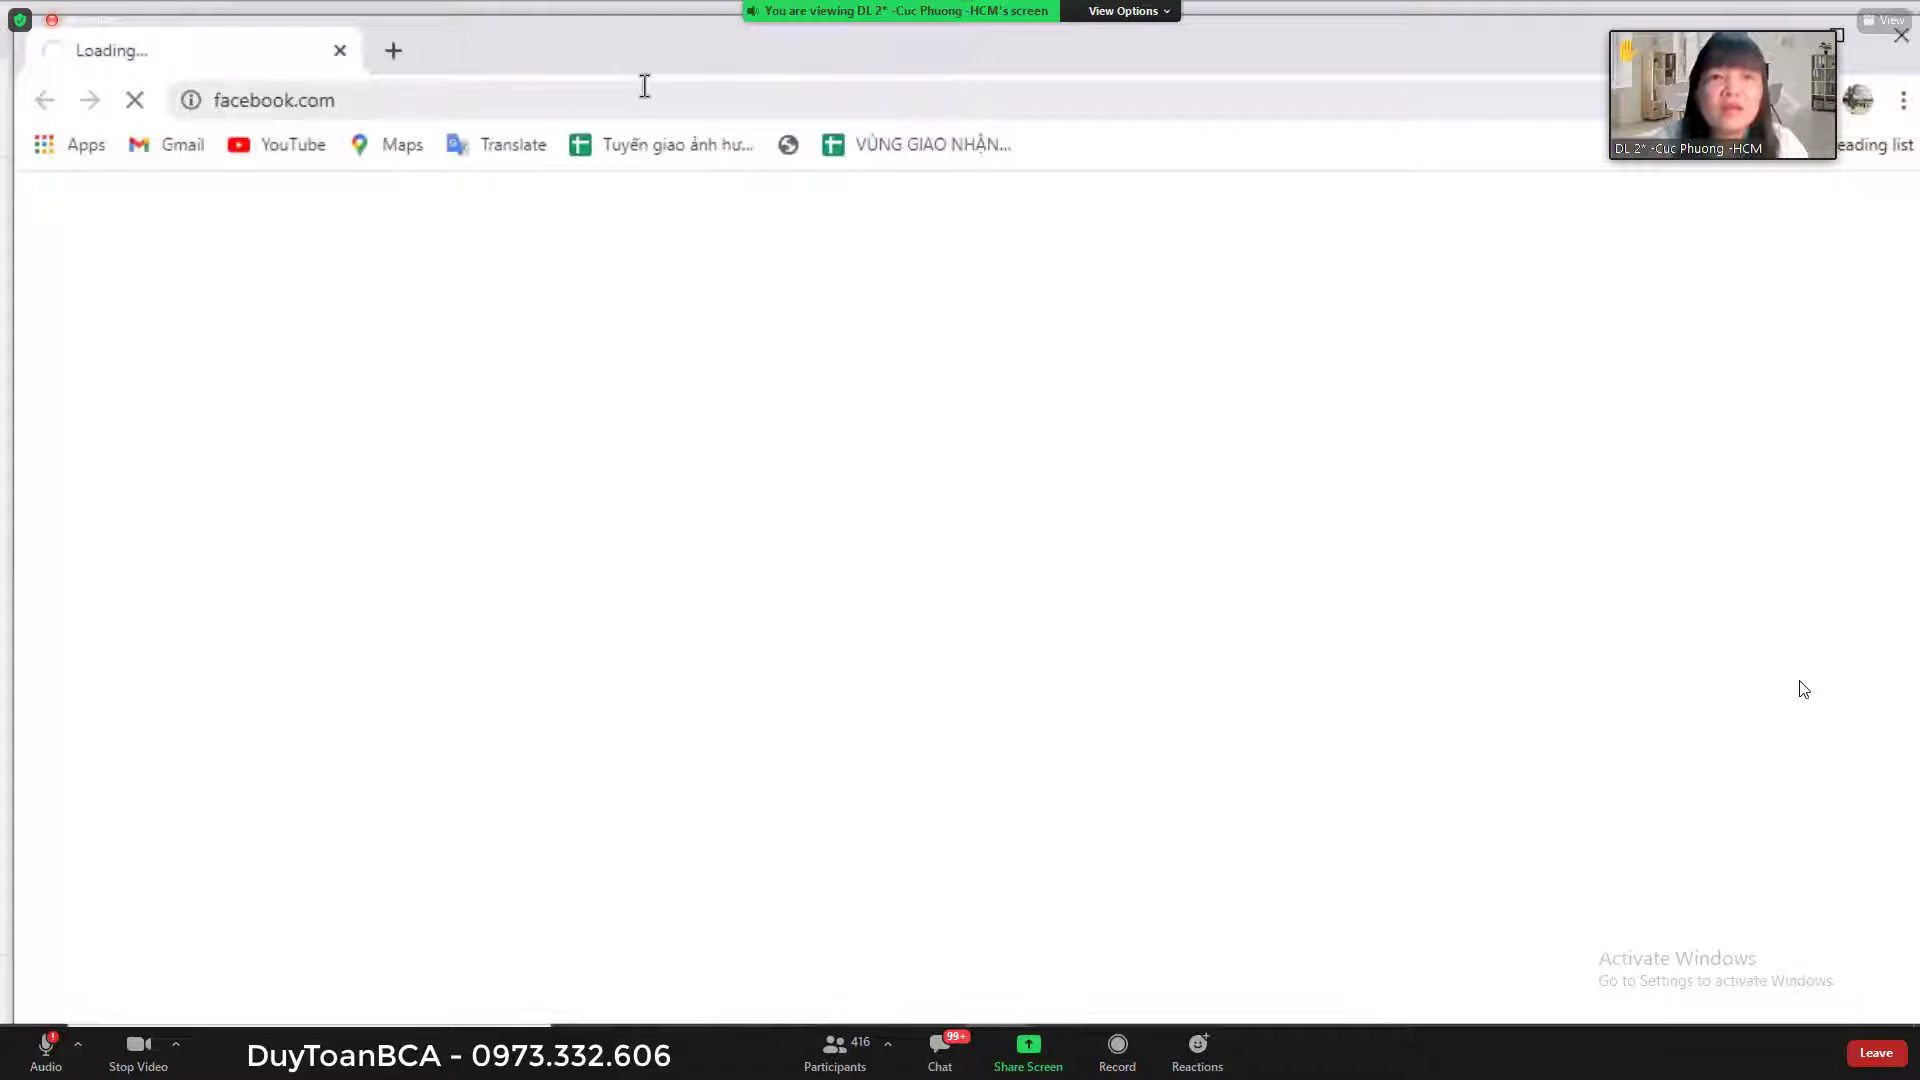 You are viewing DL 2* -Cuc Phuong -HCM's screen
View Options
View
Loading...
facebook.com
Apps
Gmail
YouTube
Maps
Translate
Tuyến giao ảnh hư...
VÙNG GIAO NHẬN...
eading list
DL 2* -Cuc Phuong -HCM
Activate Windows
Go to Settings to activate Windows.
Audio
Stop Video
DuyToanBCA - 0973.332.606
416
Participants
99+
Chat
Share Screen
Record
Reactions
Leave